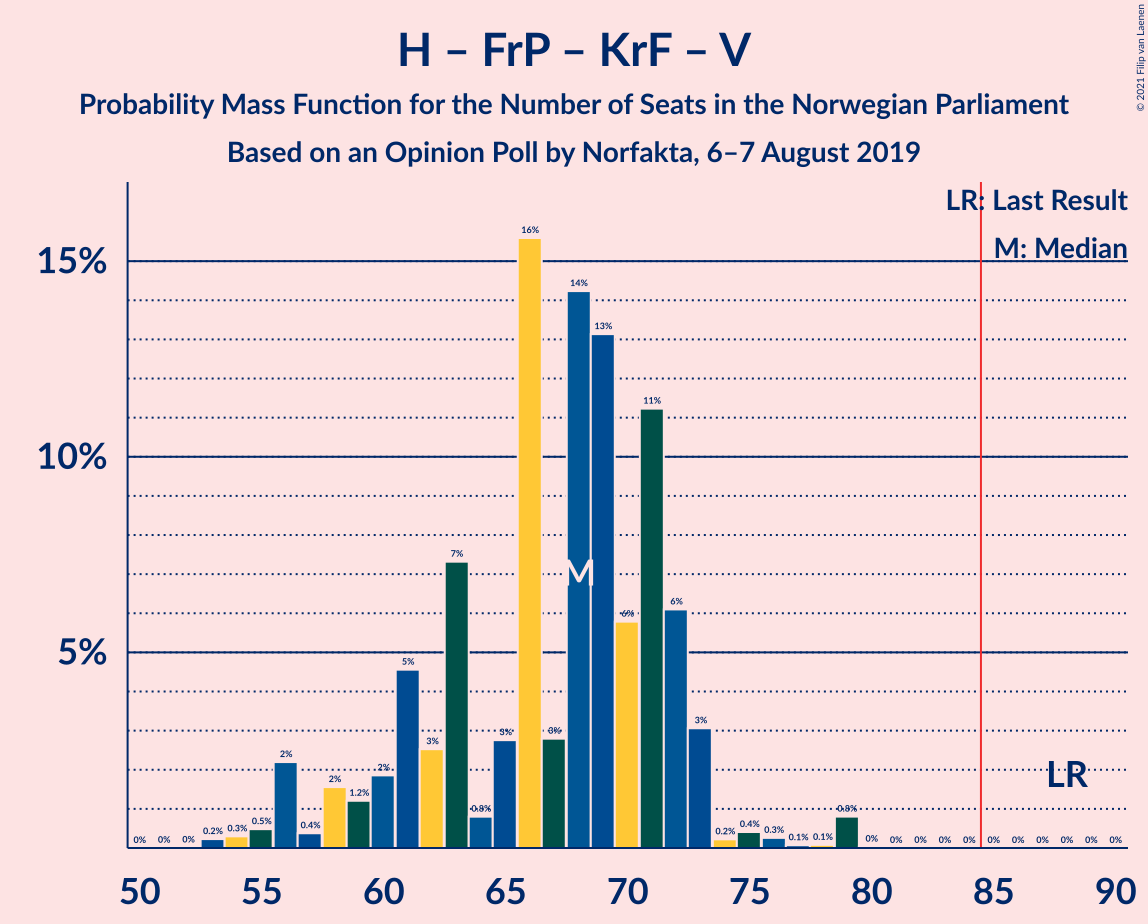 © 2021 Filip van Laenen
H – FrP – KrF – V
Probability Mass Function for the Number of Seats in the Norwegian Parliament
Based on an Opinion Poll by Norfakta, 6–7 August 2019
LR: Last Result
M: Median
15%
10%
5%
0% 0% 0% 0.2% 0.3% 0.5% 2% 0.4% 2% 1.2% 2% 5% 3% 7% 0.8% 3% 16% 3% 14% 13% 6% 11% 6% 3% 0.2% 0.4% 0.3% 0.1% 0.1% 0.8% 0% 0% 0% 0% 0% 0% 0% 0% 0% 0% 0%
M
LR
50 55 60 65 70 75 80 85 90